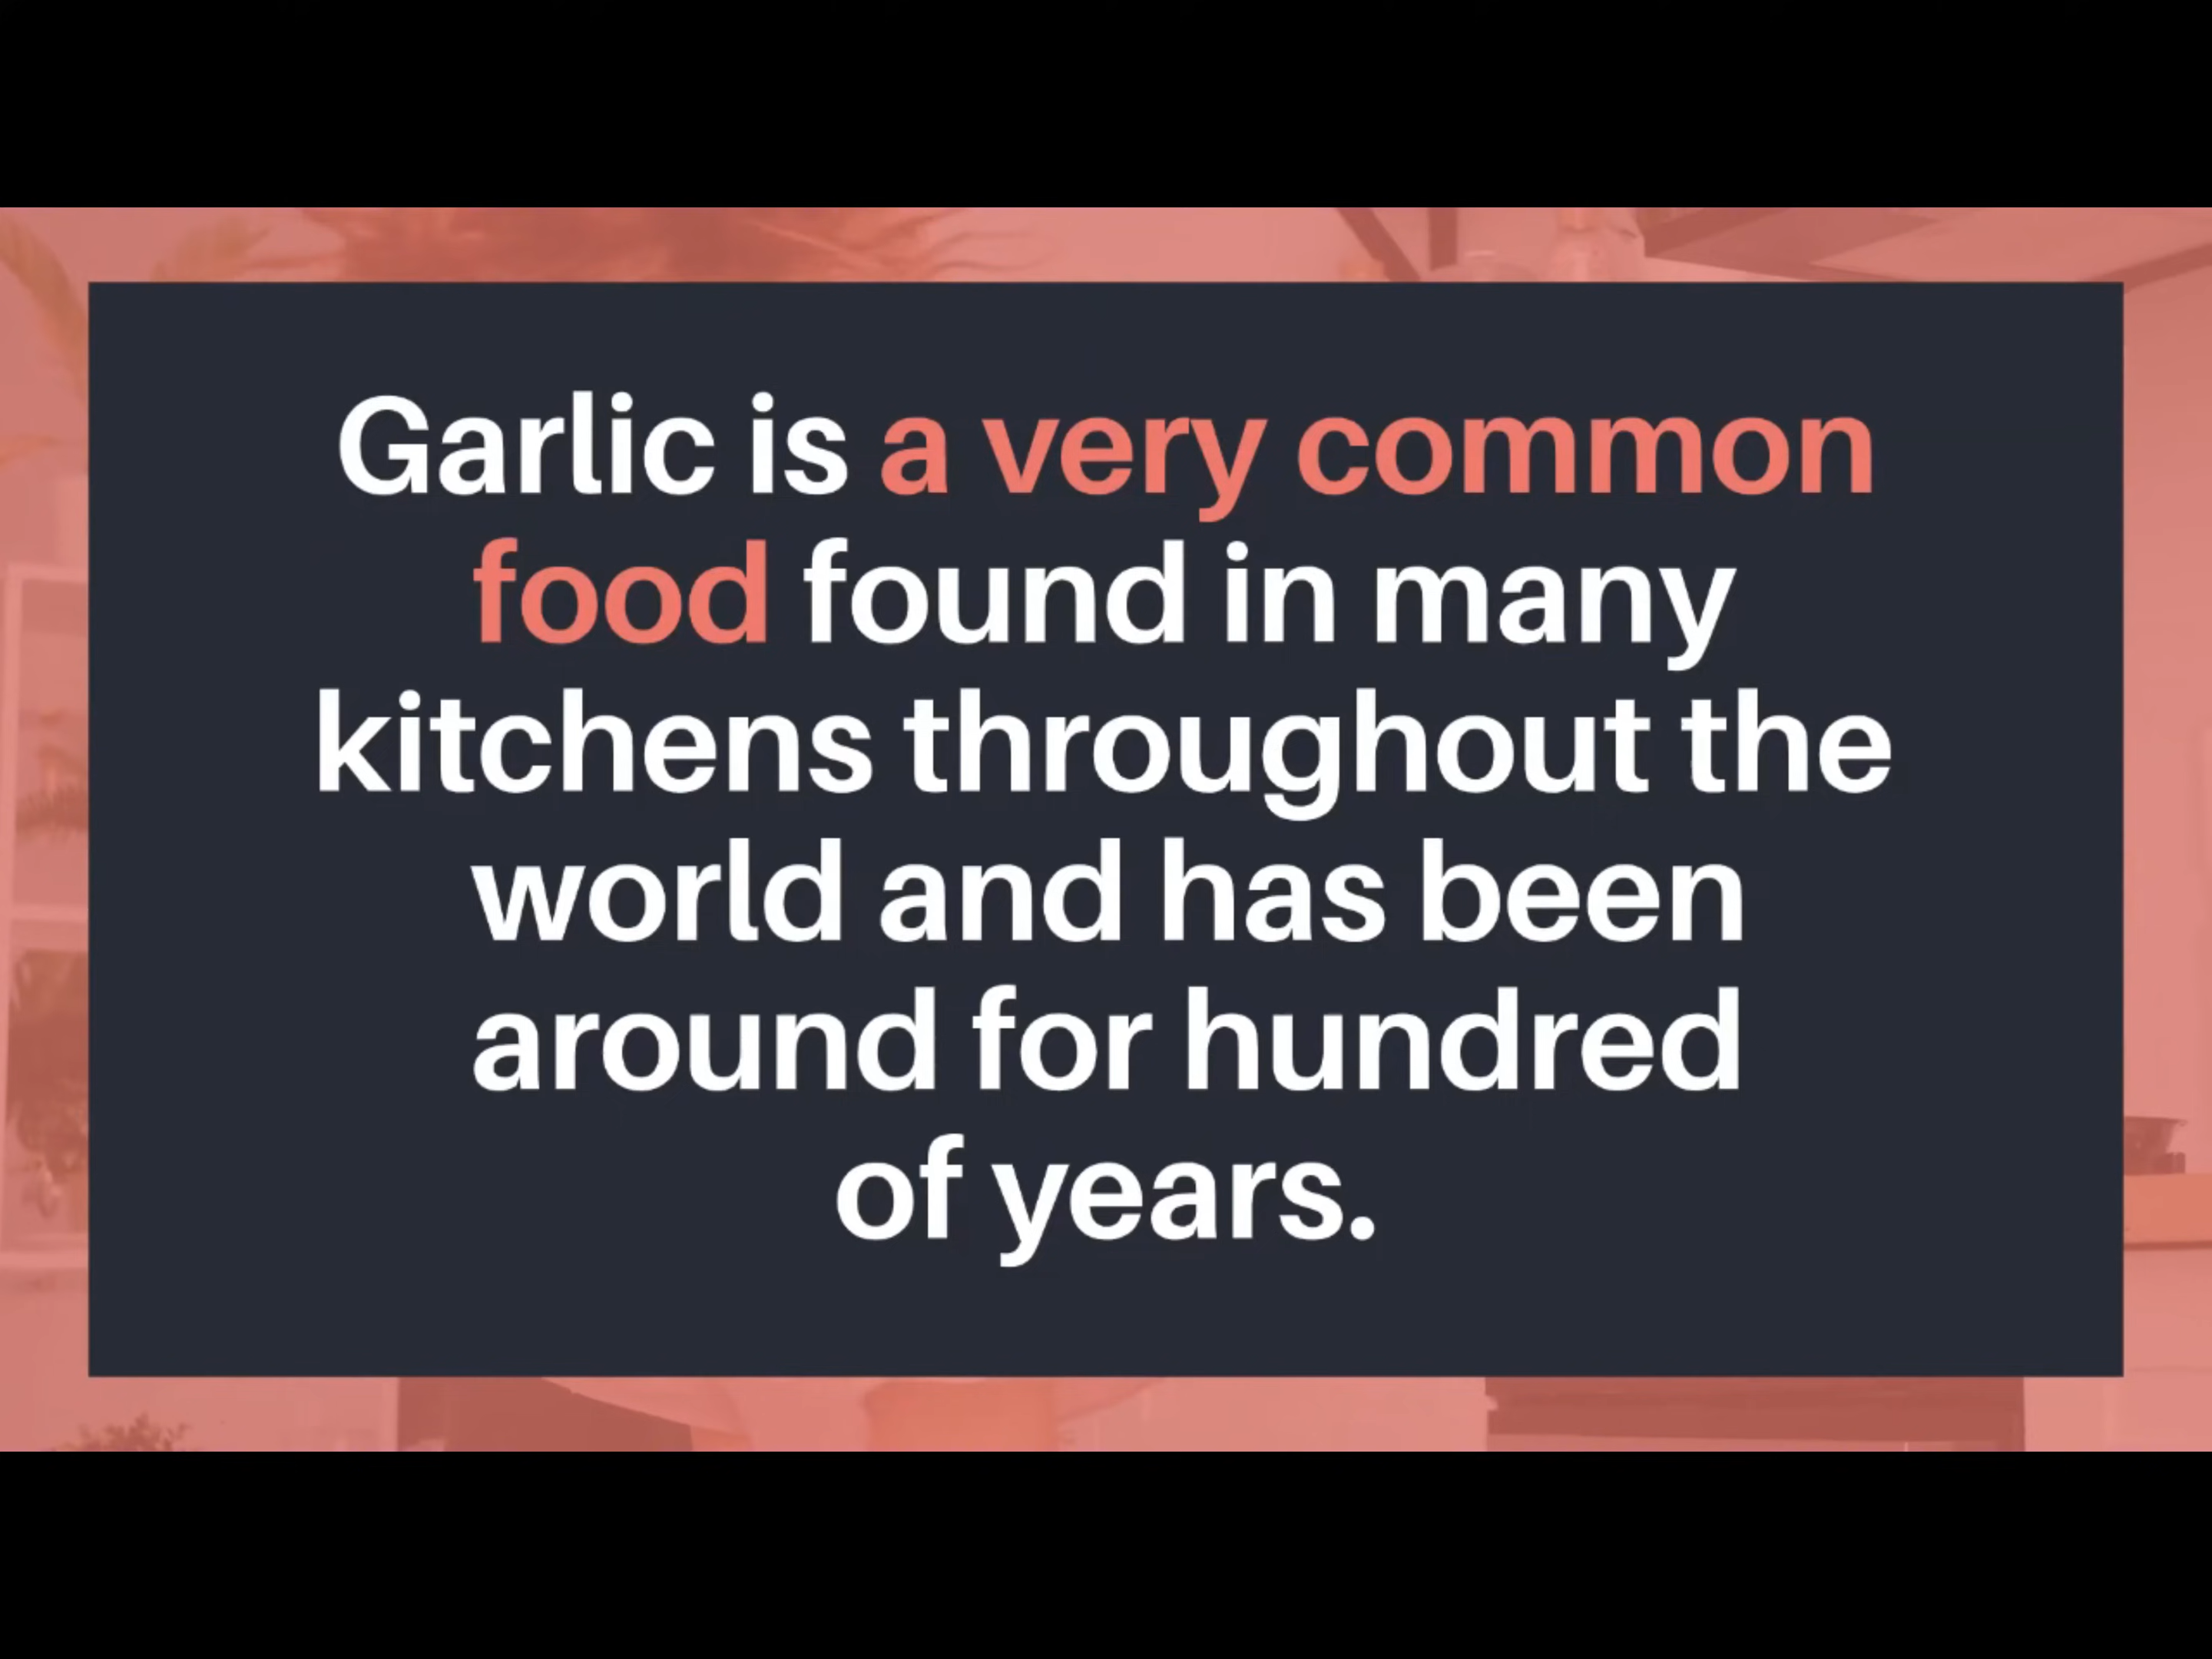 Garlic is a very common
food found in many
kitchens throughout the
world and has been
around for hundred
of years.